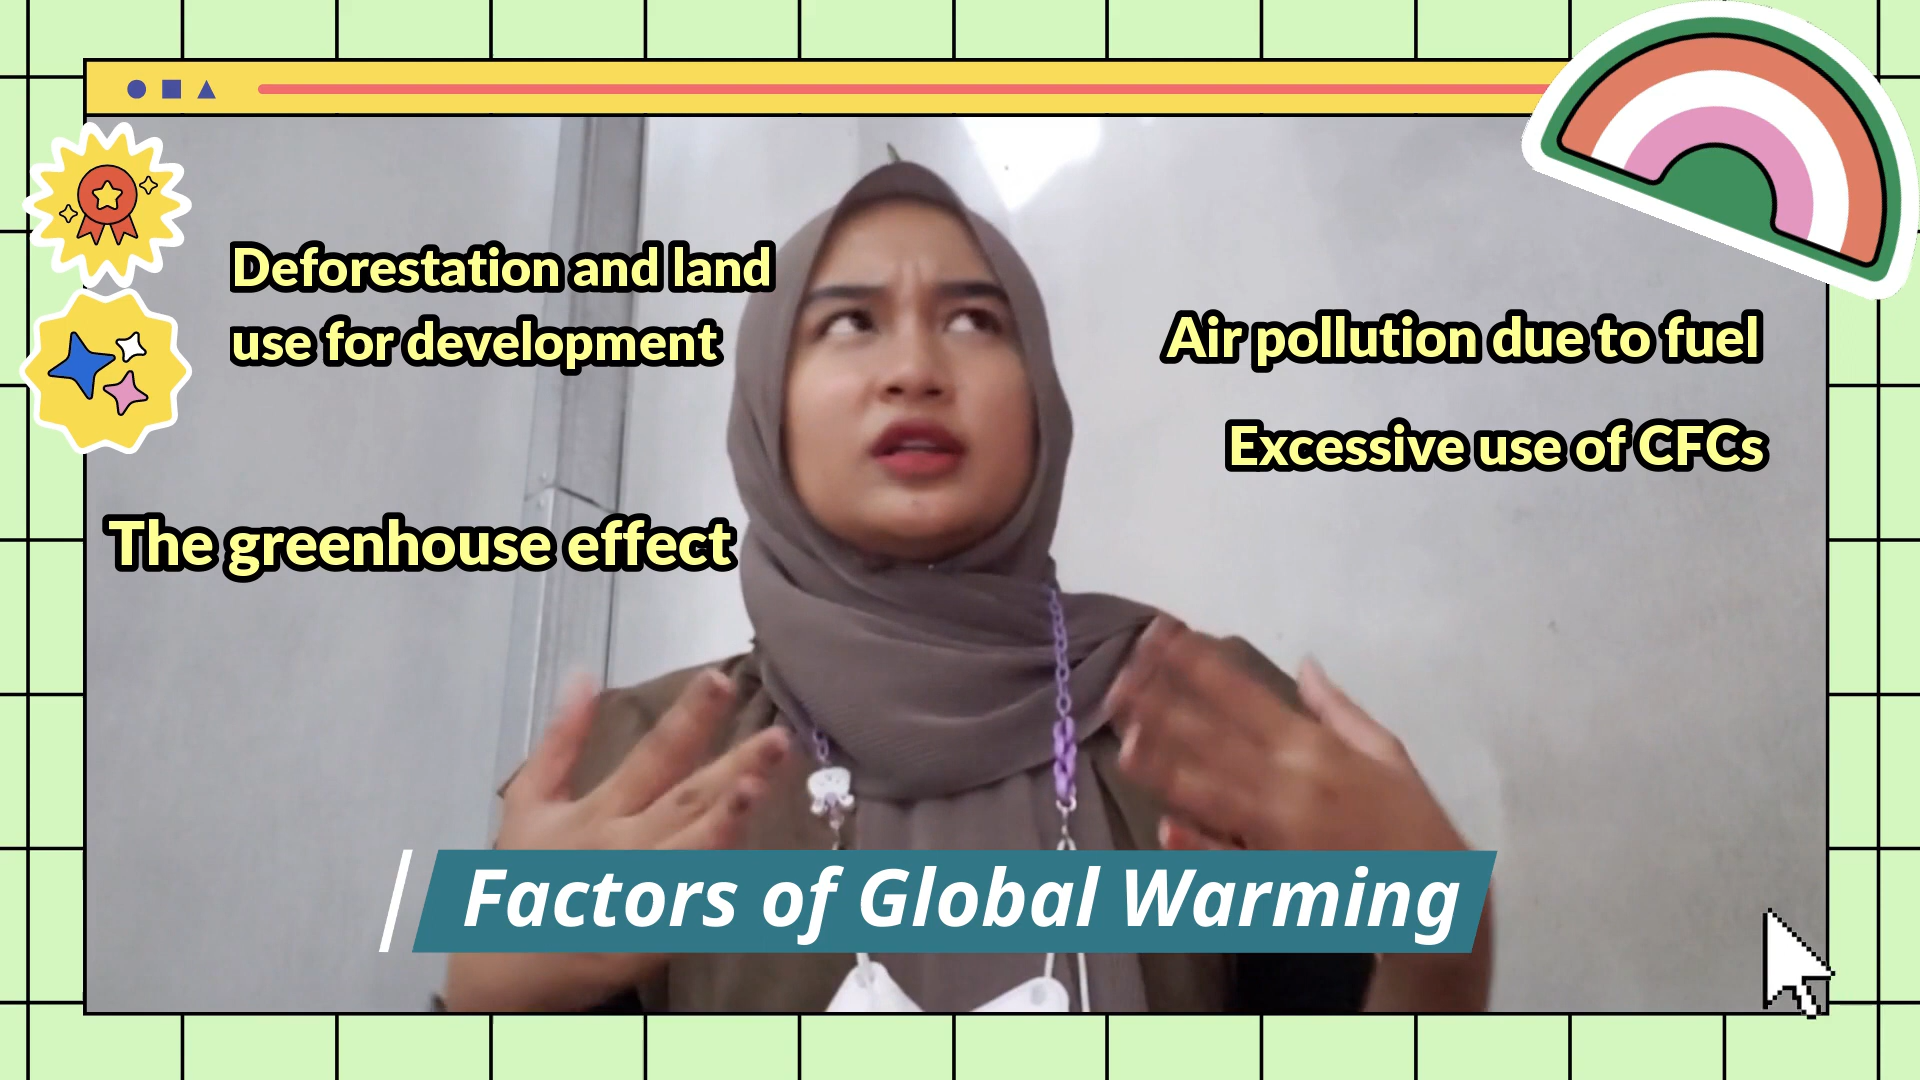 Deforestation and land
use for development
Air pollution due to fuel
Excessive use of CFCs
The greenhouse effect
Factors of Global Warming